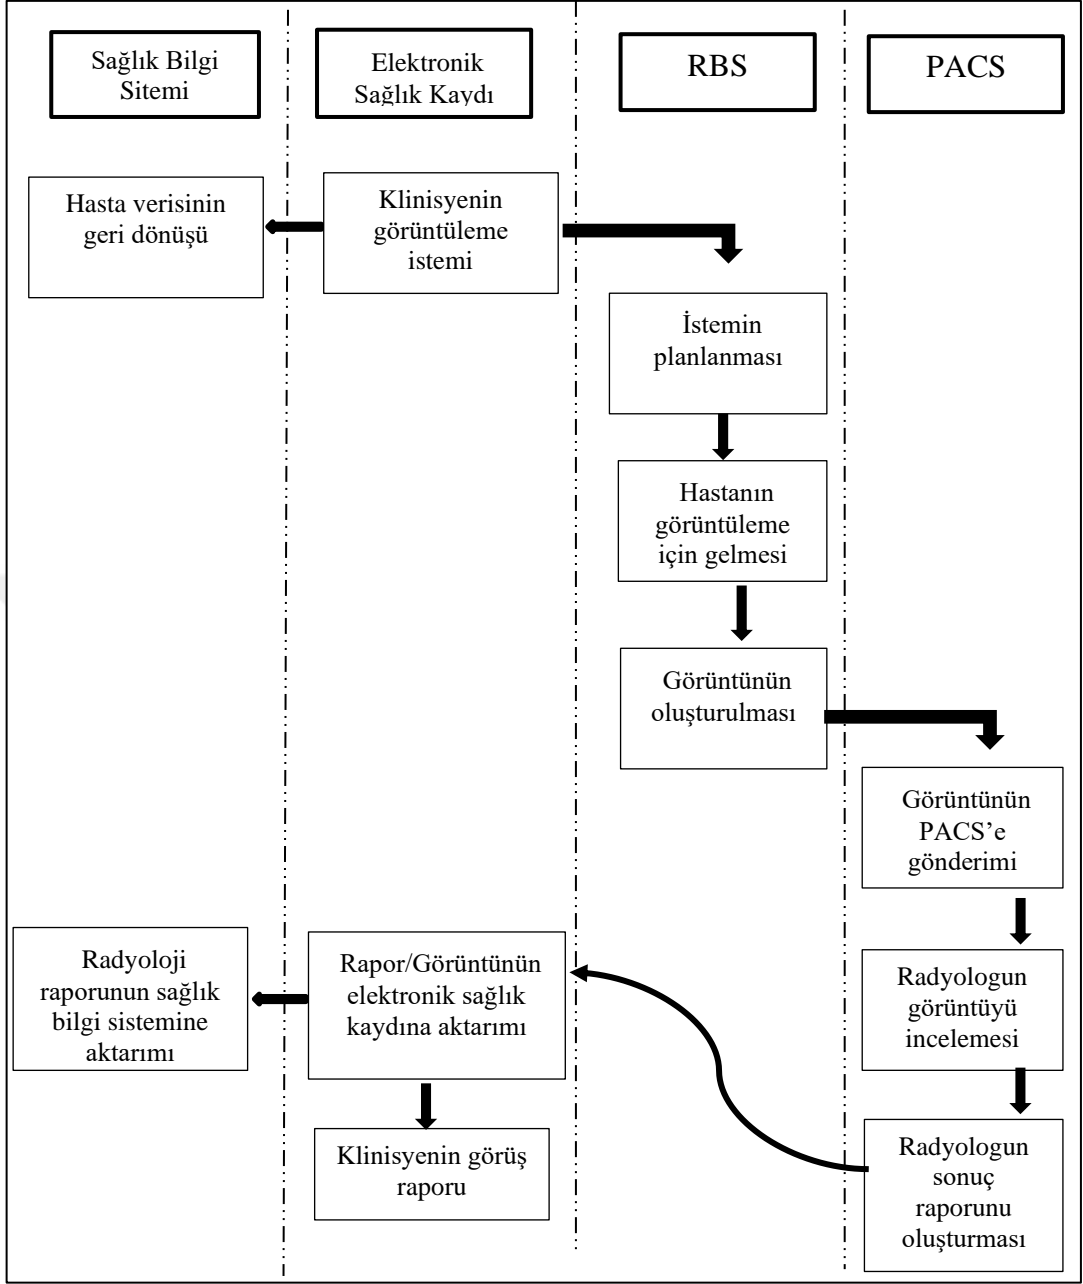 Sağlık Bilgi
Sitemi
Elektronik
Sağlık Kaydı
RBS
PACS
Hasta verisinin
geri dönüşü
Klinisyenin
görüntüleme
istemi
İstemin
planlanması
Hastanın
görüntüleme
için gelmesi
Görüntünün
oluşturulması
Görüntünün
PACS’e
gönderimi
Radyoloji
raporunun sağlık
bilgi sistemine
aktarımı
Rapor/Görüntünün
elektronik sağlık
kaydına aktarımı
Radyologun
görüntüyü
incelemesi
Klinisyenin görüş
raporu
Radyologun
sonuç
raporunu
oluşturması